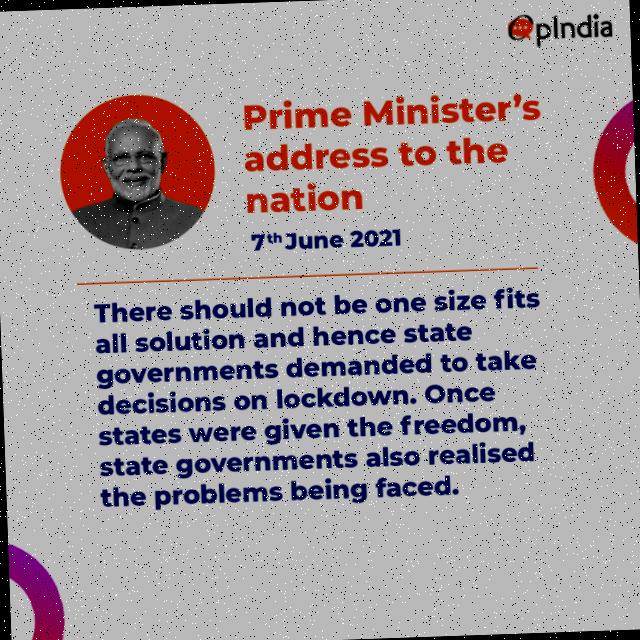 OpIndia
Prime Minister's
address to the
nation
7th June 2021
There should not be one size fits
all solution and hence state
governments demanded to take
decisions on lockdown. Once
states were given the freedom,
state governments also realised
the problems being faced.